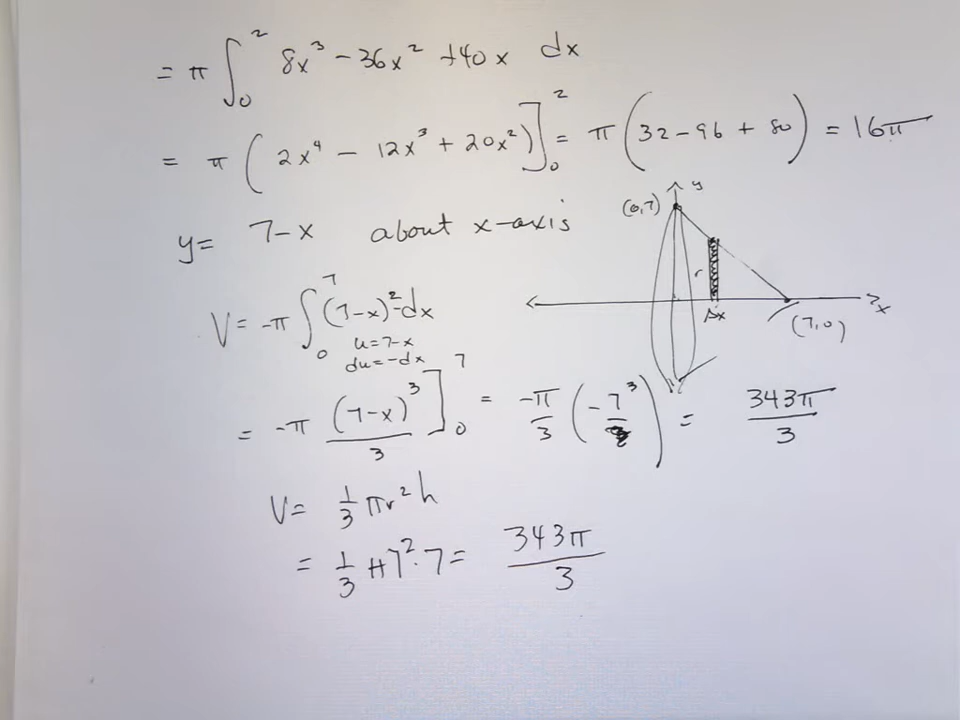 = π ∫₀² 8x³ - 36x² + 40x dx
= π ( 2x⁴ - 12x³ + 20x² ) ]₀² = π ( 32 - 96 + 80 ) = 16π
y = 7-x about x-axis
(0,7) y
r
Δx x
(7,0)
V = -π ∫₀⁷ (7-x)² -dx
u = 7-x
du = -dx
= -π (7-x)³/3 ]₀⁷ = -π/3 ( -7³ ) = 343π/3
V = 1/3 πr²h
= 1/3 π7²·7 = 343π/3